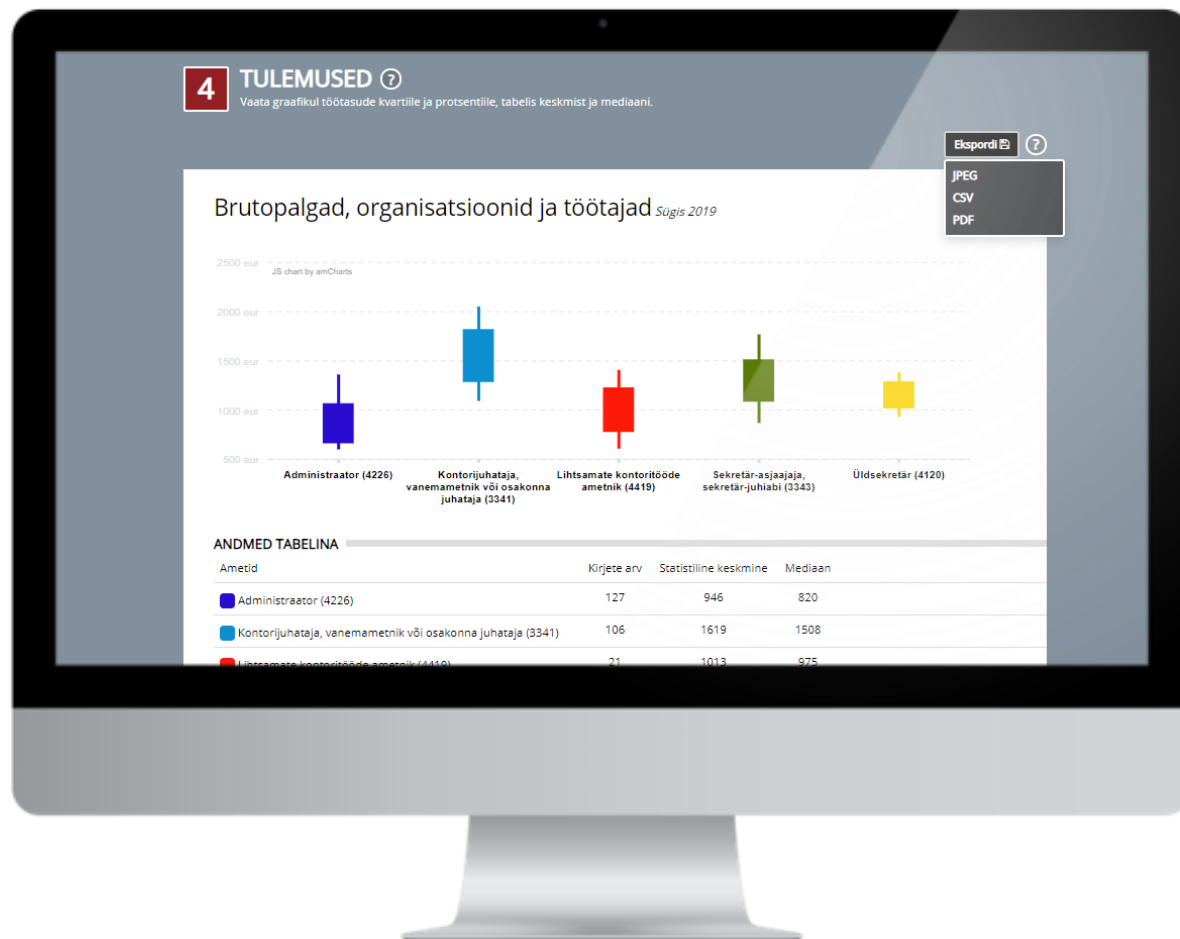 4 TULEMUSED ?
Vaata graafikul töötasude kvartiile ja protsentiile, tabelis keskmist ja mediaani.
Ekspordi ?
JPEG
CSV
PDF
Brutopalgad, organisatsioonid ja töötajad Sügis 2019
2500 eur
JS chart by amCharts
2000 eur
1500 eur
1000 eur
500 eur
Administraator (4226)
Kontorijuhataja,
vanemametnik või osakonna
juhataja (3341)
Lihtsamate kontoritööde
ametnik (4419)
Sekretär-asjaajaja,
sekretär-juhiabi (3343)
Üldsekretär (4120)
ANDMED TABELINA
Ametid Kirjete arv Statistiline keskmine Mediaan
Administraator (4226) 127 946 820
Kontorijuhataja, vanemametnik või osakonna juhataja (3341) 106 1619 1508
Lihtsamate kontoritööde ametnik (4419) 21 1013 975